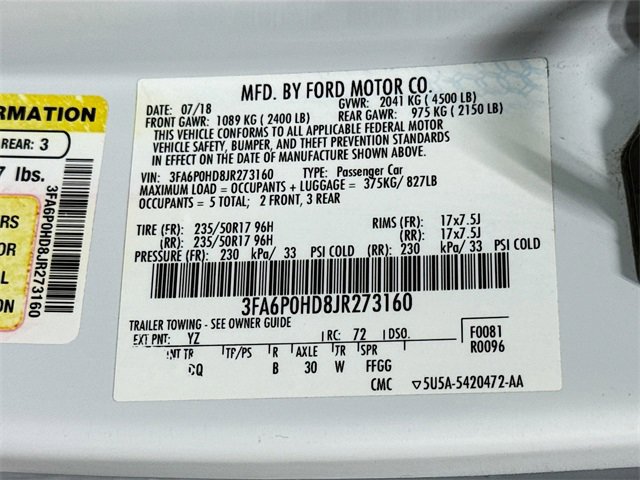 MFD. BY FORD MOTOR CO.
DATE: 07/18 GVWR: 2041 KG ( 4500 LB)
FRONT GAWR: 1089 KG ( 2400 LB) REAR GAWR: 975 KG ( 2150 LB)
THIS VEHICLE CONFORMS TO ALL APPLICABLE FEDERAL MOTOR
VEHICLE SAFETY, BUMPER, AND THEFT PREVENTION STANDARDS
IN EFFECT ON THE DATE OF MANUFACTURE SHOWN ABOVE.
VIN: 3FA6P0HD8JR273160 TYPE: Passenger Car
MAXIMUM LOAD = OCCUPANTS + LUGGAGE = 375KG/ 827LB
OCCUPANTS = 5 TOTAL; 2 FRONT, 3 REAR
TIRE (FR): 235/50R17 96H RIMS (FR): 17x7.5J
(RR): 235/50R17 96H (RR): 17x7.5J
PRESSURE (FR): 230 kPa/ 33 PSI COLD (RR): 230 kPa/ 33 PSI COLD
3FA6P0HD8JR273160
TRAILER TOWING - SEE OWNER GUIDE
EXT PNT: YZ RC: 72 DSO: F0081
R0096
INT TR TP/PS R AXLE TR SPR
CQ B 30 W FFGG
CMC ▽5U5A-5420472-AA
ORMATION
REAR: 3
7 lbs.
ERS
OR
AL
ON
3FA6P0HD8JR273160